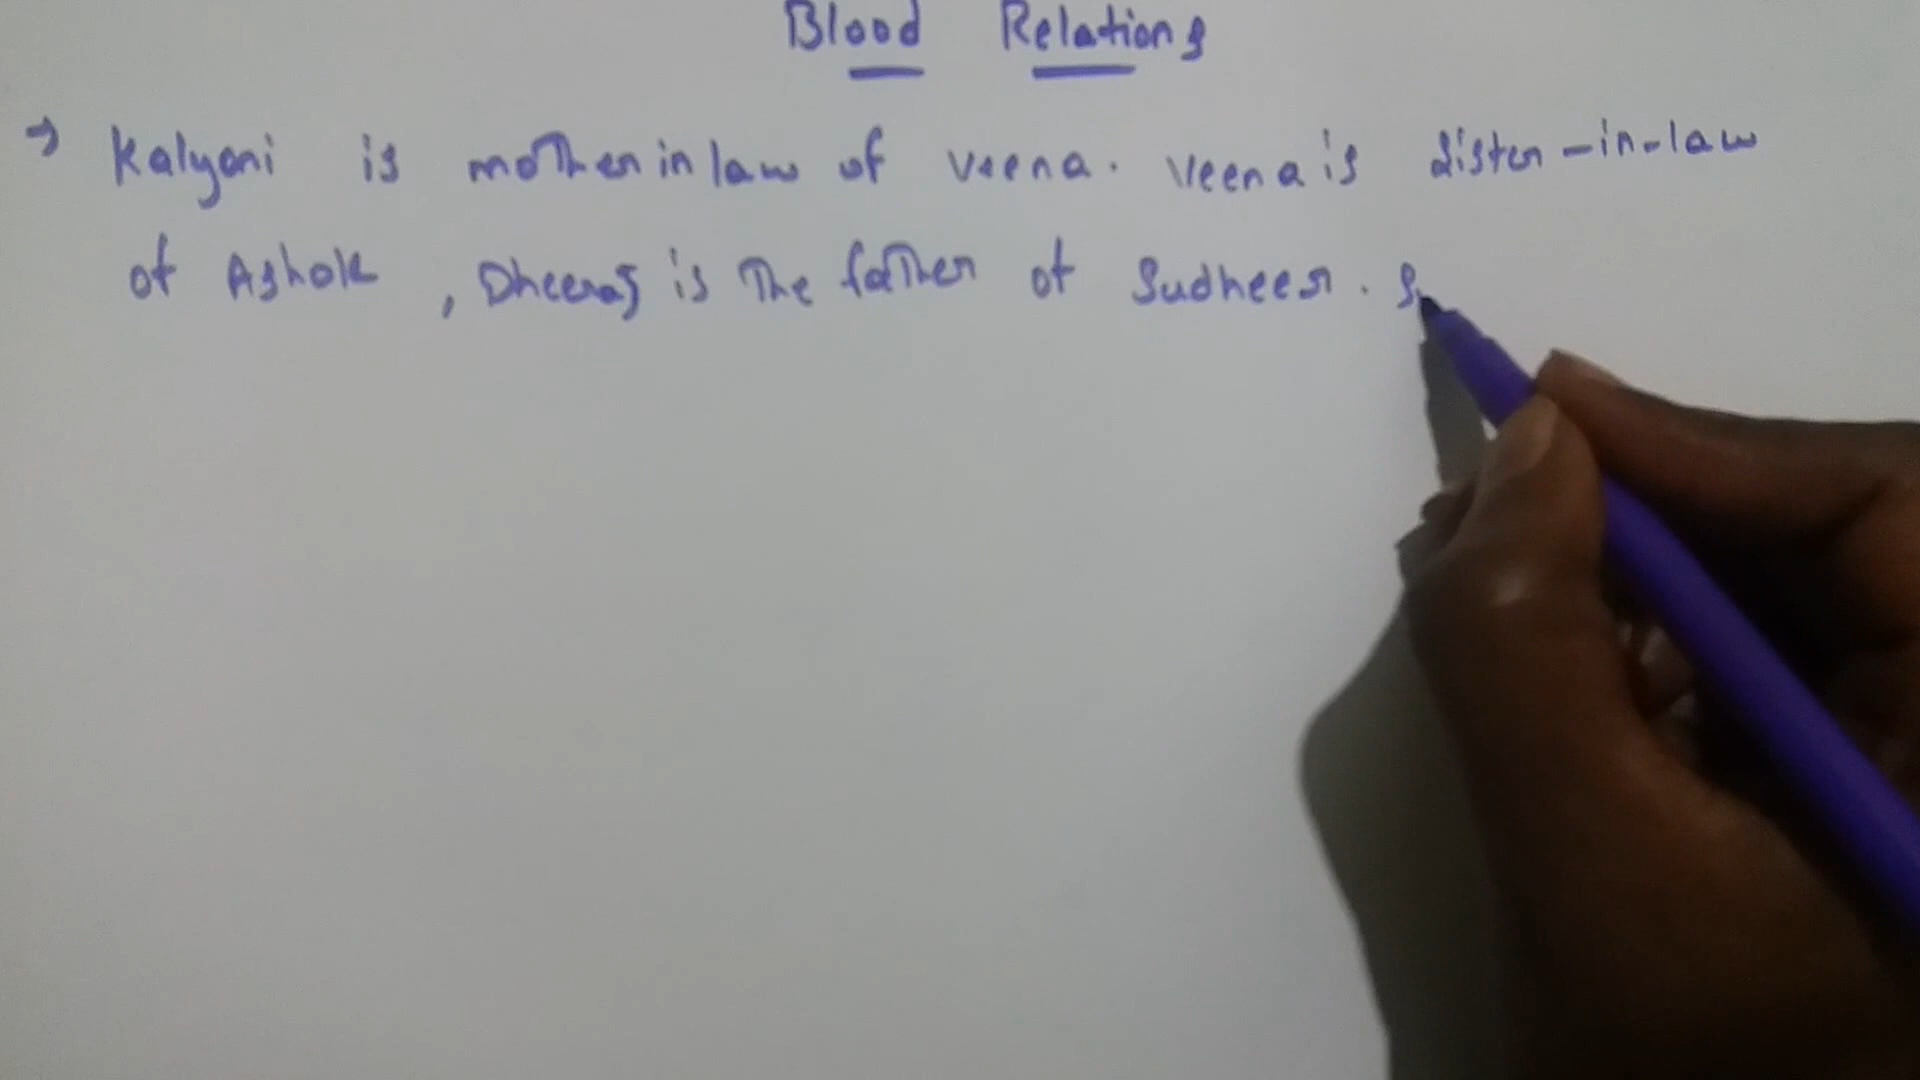 Blood Relations
→ Kalyani is mother in law of veena. veena is sister-in-law
of Ashok, Dheeraj is the father of Sudheer. S